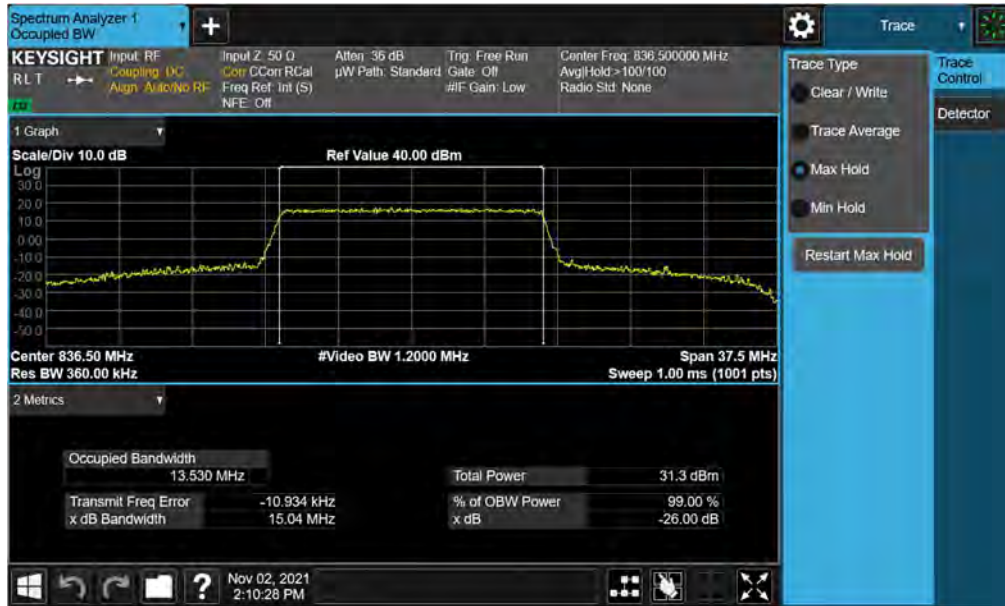 Spectrum Analyzer 1
Occupied BW
+
Trace
KEYSIGHT
RLT
LXI
Input: RF
Coupling: DC
Align: Auto/No RF
Input Z: 50 Ω
Corr CCorr RCal
Freq Ref: Int (S)
NFE: Off
Atten: 36 dB
µW Path: Standard
Trig: Free Run
Gate: Off
#IF Gain: Low
Center Freq: 836.500000 MHz
Avg|Hold:>100/100
Radio Std: None
1 Graph
Scale/Div 10.0 dB
Ref Value 40.00 dBm
Log
30.0
20.0
10.0
0.00
-10.0
-20.0
-30.0
-40.0
-50.0
Center 836.50 MHz
#Video BW 1.2000 MHz
Span 37.5 MHz
Res BW 360.00 kHz
Sweep 1.00 ms (1001 pts)
2 Metrics
Occupied Bandwidth
13.530 MHz
Total Power
31.3 dBm
Transmit Freq Error
-10.934 kHz
% of OBW Power
99.00 %
x dB Bandwidth
15.04 MHz
x dB
-26.00 dB
?
Nov 02, 2021
2:10:28 PM
Trace Type
Clear / Write
Trace Average
Max Hold
Min Hold
Restart Max Hold
Trace
Control
Detector